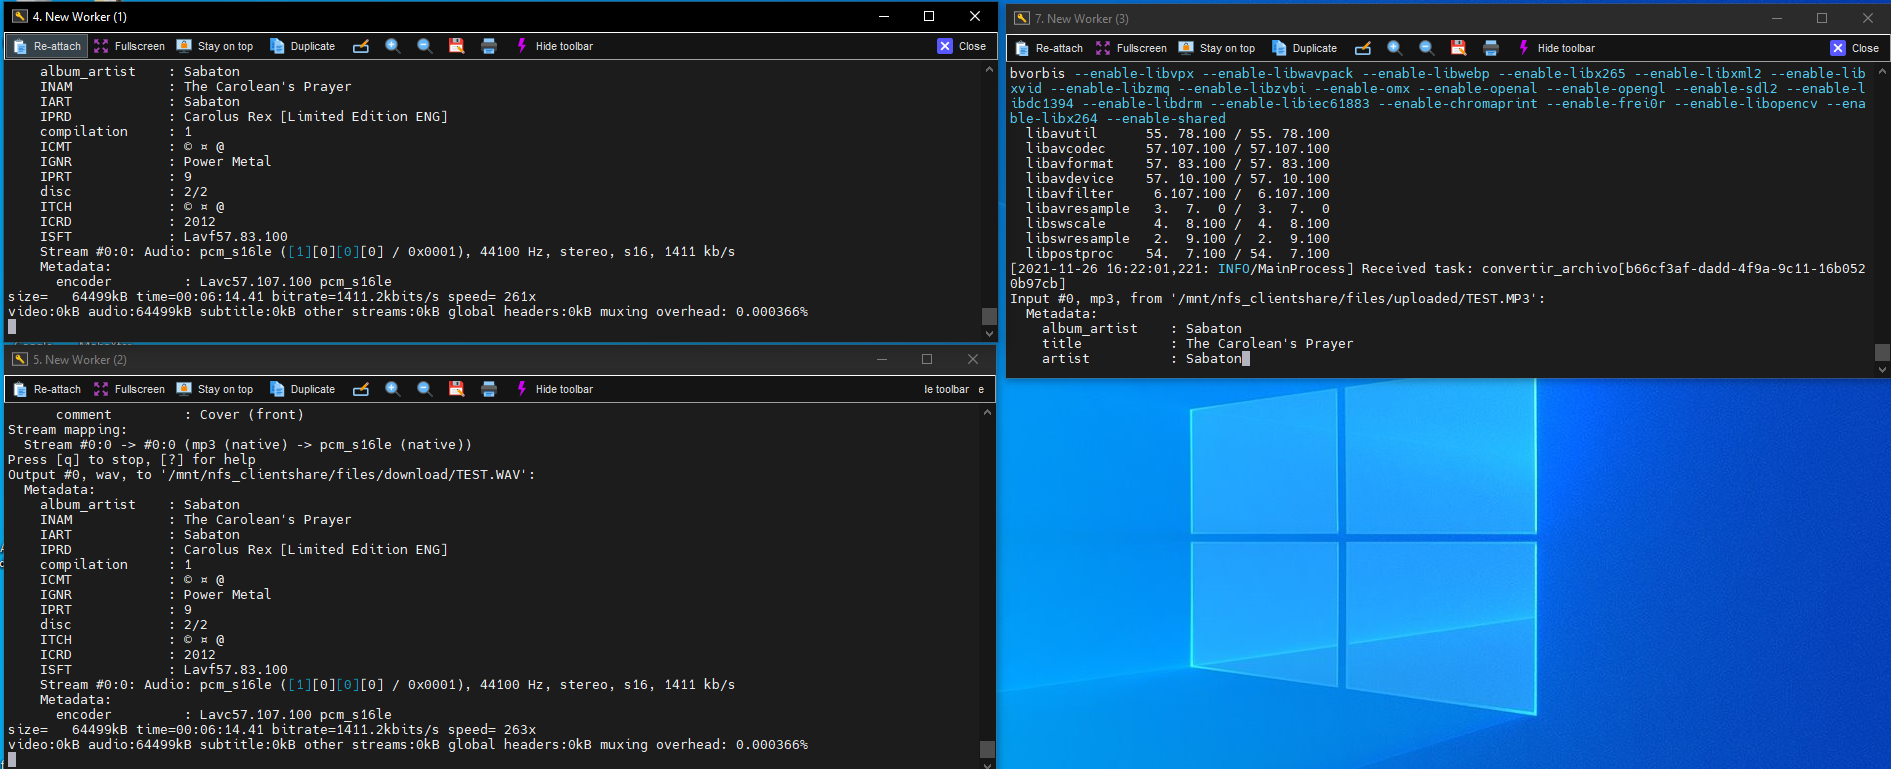 4. New Worker (1)
Re-attach Fullscreen Stay on top Duplicate Hide toolbar Close
album_artist : Sabaton
INAM : The Carolean's Prayer
IART : Sabaton
IPRD : Carolus Rex [Limited Edition ENG]
compilation : 1
ICMT : © ¤ @
IGNR : Power Metal
IPRT : 9
disc : 2/2
ITCH : © ¤ @
ICRD : 2012
ISFT : Lavf57.83.100
Stream #0:0: Audio: pcm_s16le ([1][0][0][0] / 0x0001), 44100 Hz, stereo, s16, 1411 kb/s
Metadata:
encoder : Lavc57.107.100 pcm_s16le
size= 64499kB time=00:06:14.41 bitrate=1411.2kbits/s speed= 261x
video:0kB audio:64499kB subtitle:0kB other streams:0kB global headers:0kB muxing overhead: 0.000366%
5. New Worker (2)
Re-attach Fullscreen Stay on top Duplicate Hide toolbar le toolbar e
comment : Cover (front)
Stream mapping:
Stream #0:0 -> #0:0 (mp3 (native) -> pcm_s16le (native))
Press [q] to stop, [?] for help
Output #0, wav, to '/mnt/nfs_clientshare/files/download/TEST.WAV':
Metadata:
album_artist : Sabaton
INAM : The Carolean's Prayer
IART : Sabaton
IPRD : Carolus Rex [Limited Edition ENG]
compilation : 1
ICMT : © ¤ @
IGNR : Power Metal
IPRT : 9
disc : 2/2
ITCH : © ¤ @
ICRD : 2012
ISFT : Lavf57.83.100
Stream #0:0: Audio: pcm_s16le ([1][0][0][0] / 0x0001), 44100 Hz, stereo, s16, 1411 kb/s
Metadata:
encoder : Lavc57.107.100 pcm_s16le
size= 64499kB time=00:06:14.41 bitrate=1411.2kbits/s speed= 263x
video:0kB audio:64499kB subtitle:0kB other streams:0kB global headers:0kB muxing overhead: 0.000366%
7. New Worker (3)
Re-attach Fullscreen Stay on top Duplicate Hide toolbar Close
bvorbis --enable-libvpx --enable-libwavpack --enable-libwebp --enable-libx265 --enable-libxml2 --enable-lib
xvid --enable-libzmq --enable-libzvbi --enable-omx --enable-openal --enable-opengl --enable-sdl2 --enable-l
ibdc1394 --enable-libdrm --enable-libiec61883 --enable-chromaprint --enable-frei0r --enable-libopencv --ena
ble-libx264 --enable-shared
libavutil 55. 78.100 / 55. 78.100
libavcodec 57.107.100 / 57.107.100
libavformat 57. 83.100 / 57. 83.100
libavdevice 57. 10.100 / 57. 10.100
libavfilter 6.107.100 / 6.107.100
libavresample 3. 7. 0 / 3. 7. 0
libswscale 4. 8.100 / 4. 8.100
libswresample 2. 9.100 / 2. 9.100
libpostproc 54. 7.100 / 54. 7.100
[2021-11-26 16:22:01,221: INFO/MainProcess] Received task: convertir_archivo[b66cf3af-dadd-4f9a-9c11-16b052
0b97cb]
Input #0, mp3, from '/mnt/nfs_clientshare/files/uploaded/TEST.MP3':
Metadata:
album_artist : Sabaton
title : The Carolean's Prayer
artist : Sabaton